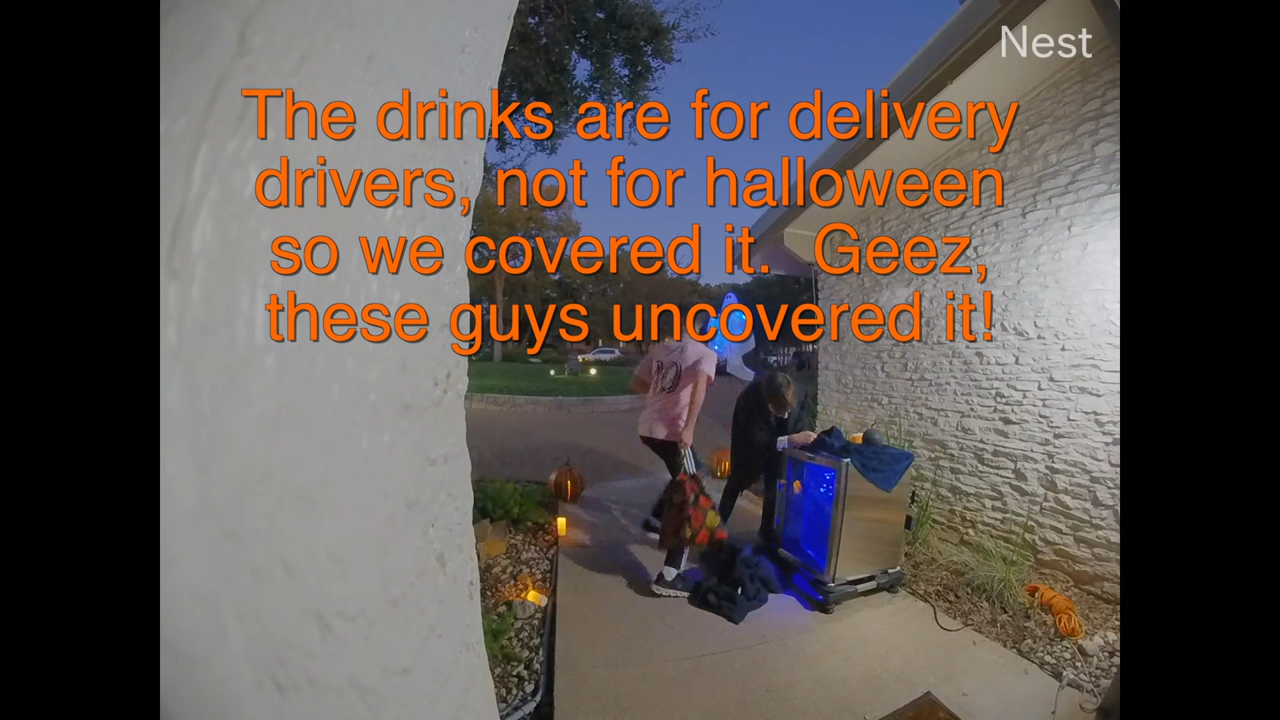 Nest
The drinks are for delivery
drivers, not for halloween
so we covered it.  Geez,
these guys uncovered it!
10